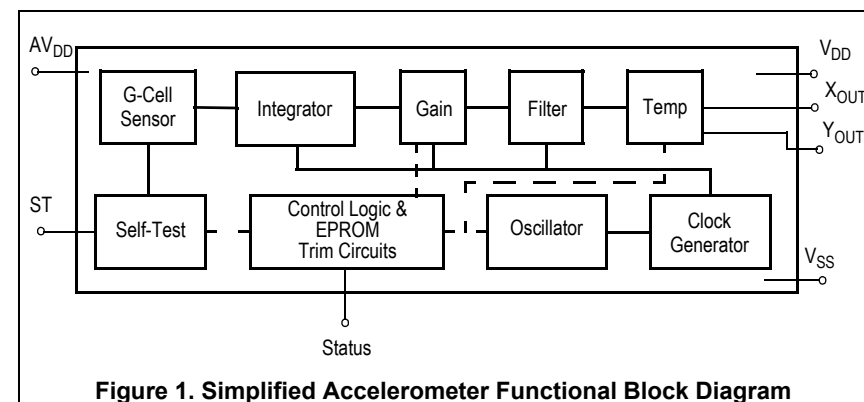 AVDD
VDD
G-Cell
Sensor
Integrator
Gain
Filter
Temp
XOUT
YOUT
ST
Self-Test
Control Logic &
EPROM
Trim Circuits
Oscillator
Clock
Generator
VSS
Status
Figure 1. Simplified Accelerometer Functional Block Diagram